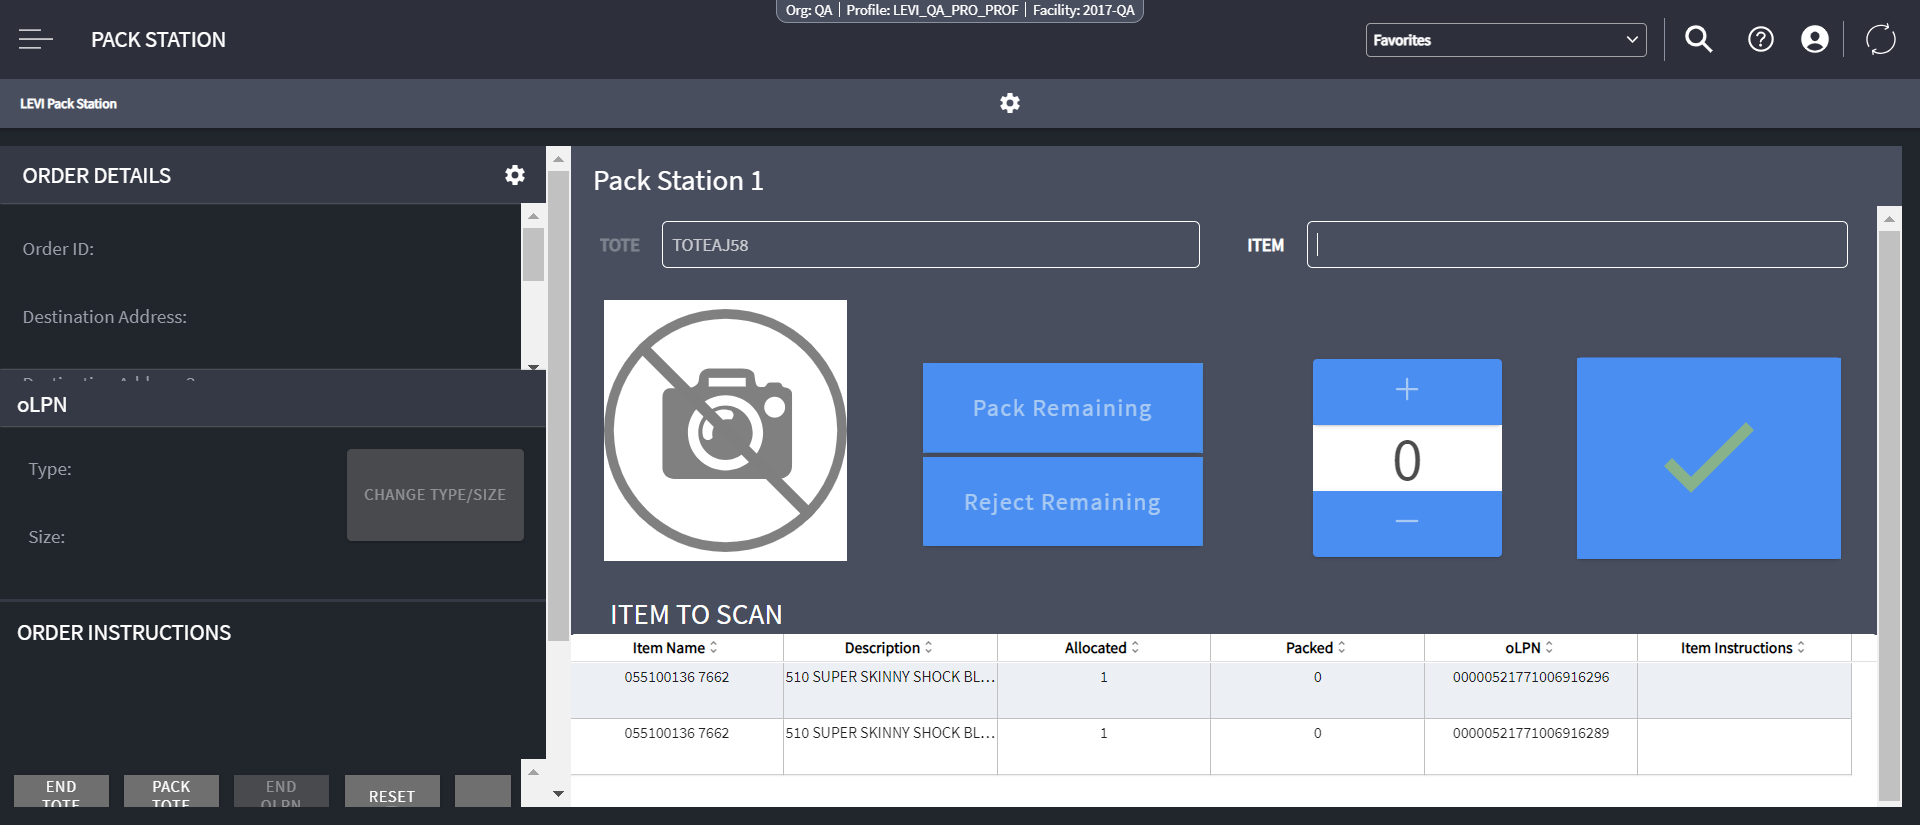 Org: QA | Profile: LEVI_QA_PRO_PROF | Facility: 2017-QA
PACK STATION
Favorites
LEVI Pack Station
ORDER DETAILS
Order ID:
Destination Address:
oLPN
Type:
CHANGE TYPE/SIZE
Size:
ORDER INSTRUCTIONS
END TOTE
PACK TOTE
END OLPN
RESET
Pack Station 1
TOTE TOTEAJ58 ITEM
Pack Remaining
Reject Remaining
+
0
−
ITEM TO SCAN
Item Name Description Allocated Packed oLPN Item Instructions
055100136 7662 510 SUPER SKINNY SHOCK BL... 1 0 00000521771006916296
055100136 7662 510 SUPER SKINNY SHOCK BL... 1 0 00000521771006916289